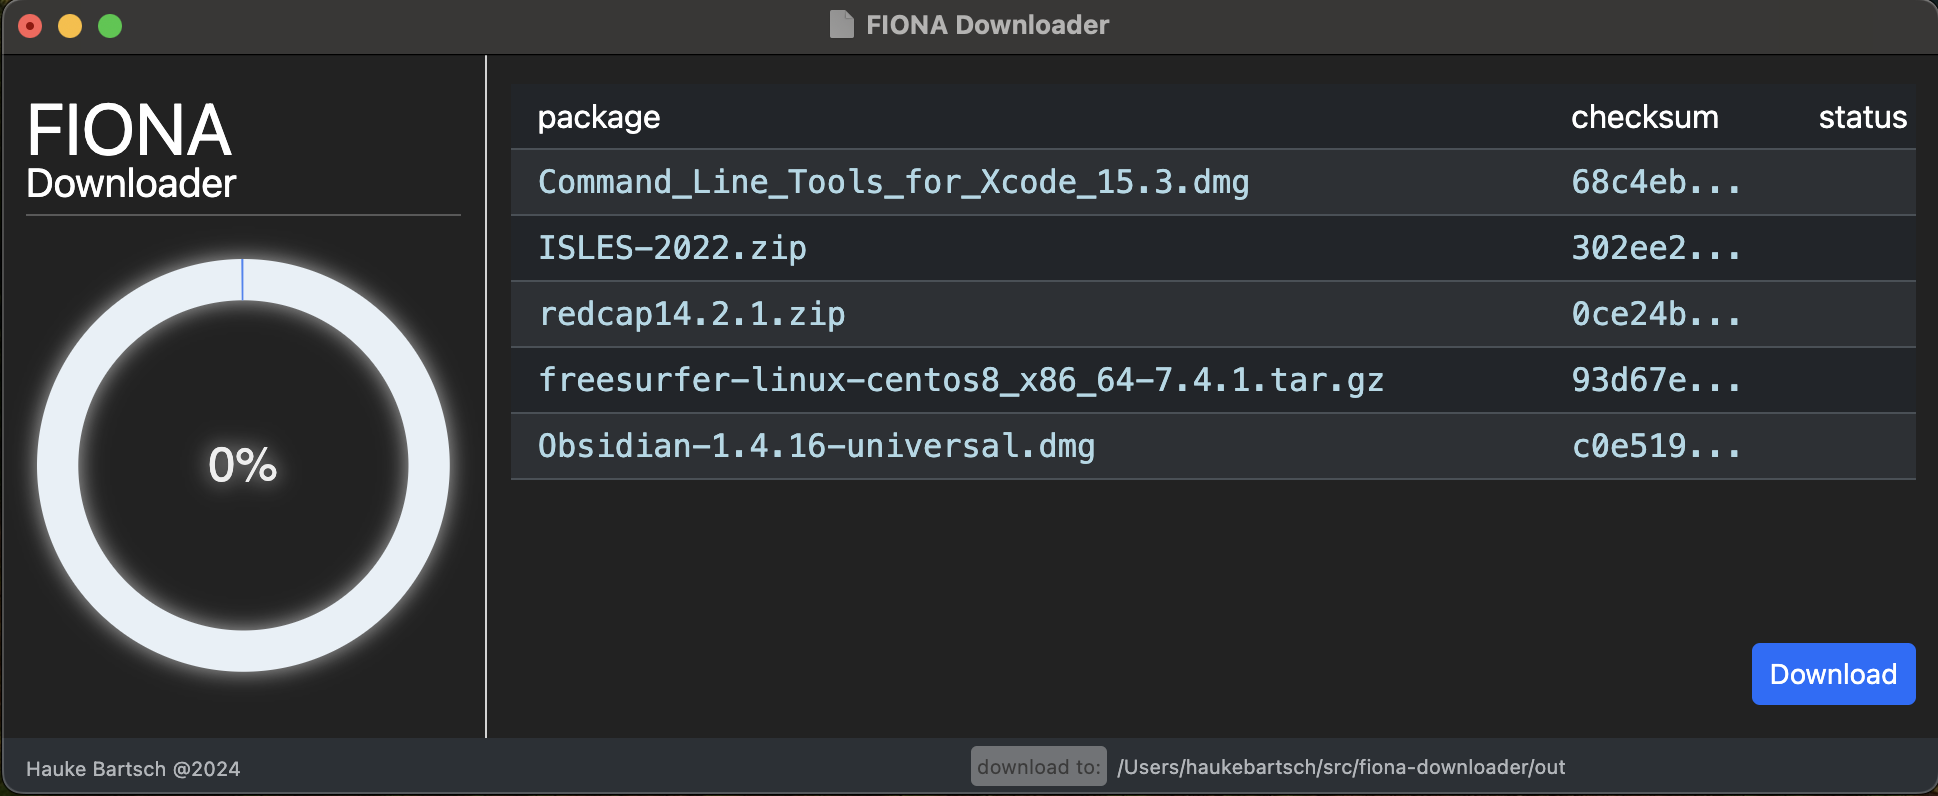 FIONA Downloader
FIONA
Downloader
0%
package checksum status
Command_Line_Tools_for_Xcode_15.3.dmg 68c4eb...
ISLES-2022.zip 302ee2...
redcap14.2.1.zip 0ce24b...
freesurfer-linux-centos8_x86_64-7.4.1.tar.gz 93d67e...
Obsidian-1.4.16-universal.dmg c0e519...
Download
Hauke Bartsch @2024
download to: /Users/haukebartsch/src/fiona-downloader/out